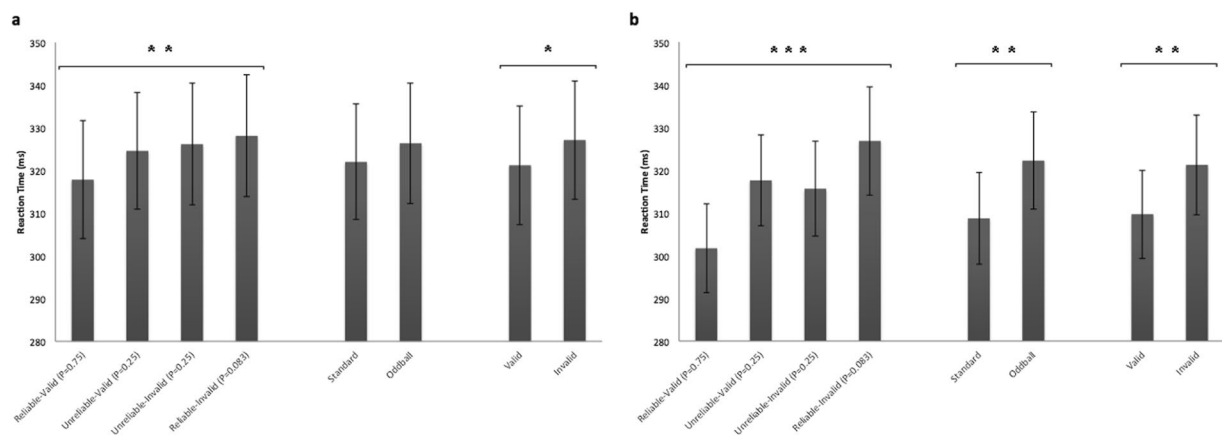 a
* *
*
350
340
330
320
310
300
290
280
Reaction Time (ms)
Reliable-Valid (P=0.75)
Unreliable-Valid (P=0.25)
Unreliable-Invalid (P=0.25)
Reliable-Invalid (P=0.083)
Standard
Oddball
Valid
Invalid
b
* * *
* *
* *
350
340
330
320
310
300
290
280
Reaction Time (ms)
Reliable-Valid (P=0.75)
Unreliable-Valid (P=0.25)
Unreliable-Invalid (P=0.25)
Reliable-Invalid (P=0.083)
Standard
Oddball
Valid
Invalid